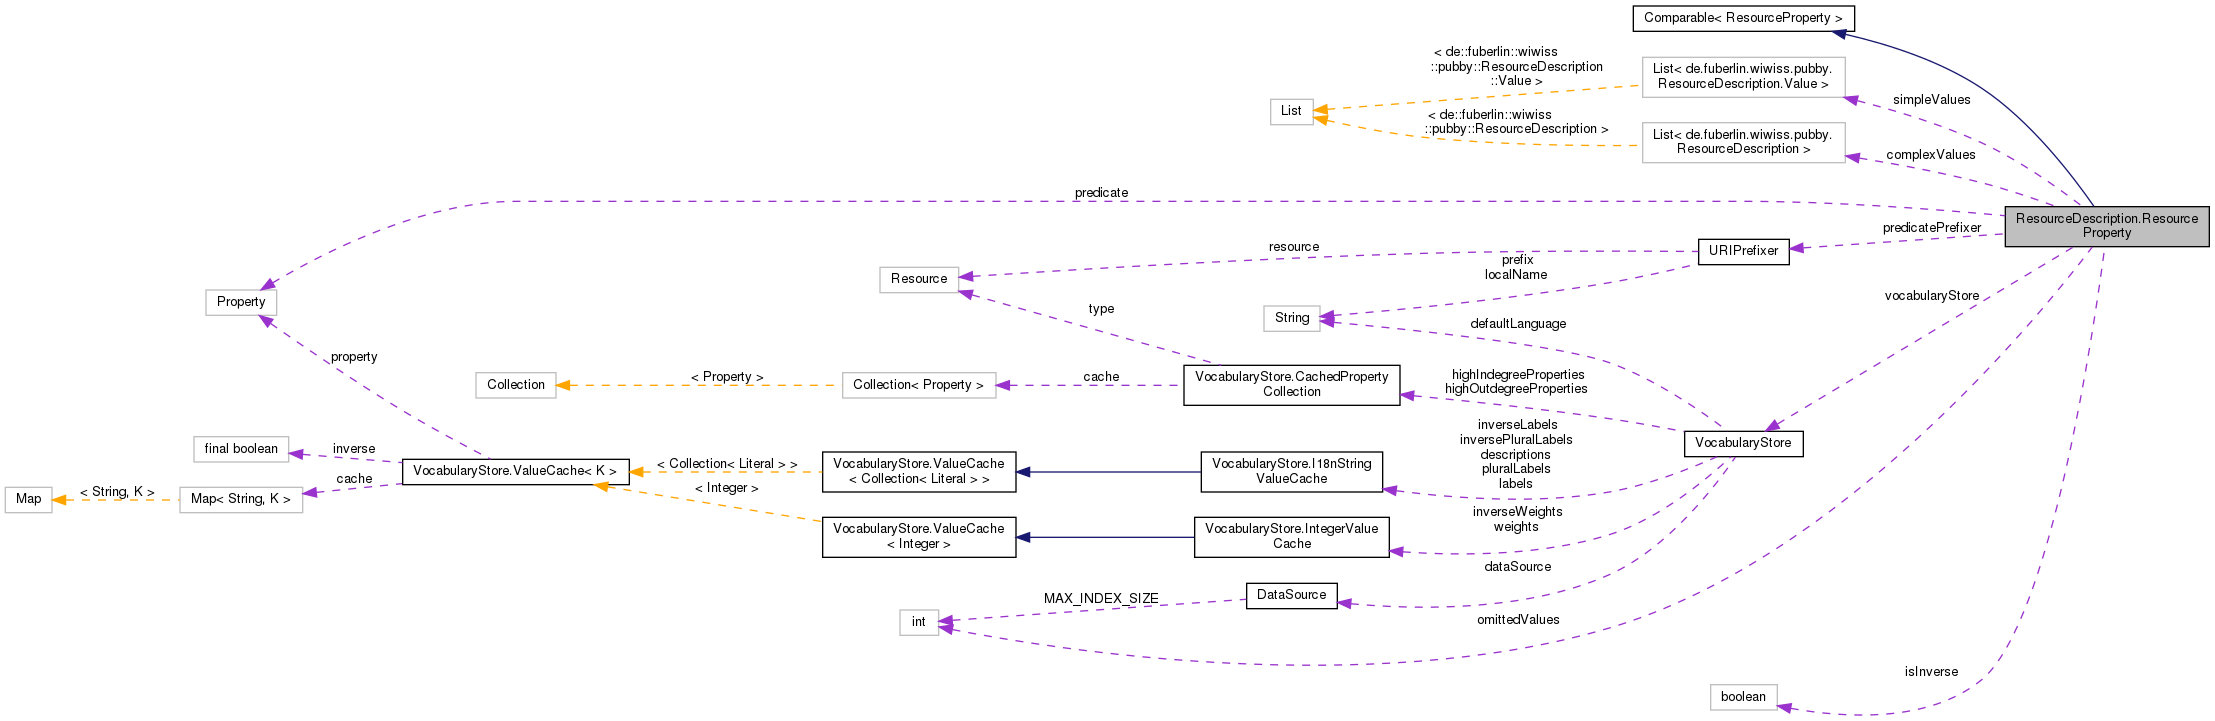 Comparable< ResourceProperty >
< de::fuberlin::wiwiss
::pubby::ResourceDescription
::Value >
List< de.fuberlin.wiwiss.pubby.
ResourceDescription.Value >
simpleValues
List
< de::fuberlin::wiwiss
::pubby::ResourceDescription >
List< de.fuberlin.wiwiss.pubby.
ResourceDescription >
complexValues
predicate
ResourceDescription.Resource
Property
predicatePrefixer
URIPrefixer
resource
prefix
localName
Resource
Property
String
vocabularyStore
type
defaultLanguage
property
Collection
< Property >
Collection< Property >
cache
VocabularyStore.CachedProperty
Collection
highIndegreeProperties
highOutdegreeProperties
VocabularyStore
final boolean
inverse
cache
Map
< String, K >
Map< String, K >
VocabularyStore.ValueCache< K >
< Collection< Literal > >
< Integer >
VocabularyStore.ValueCache
< Collection< Literal > >
VocabularyStore.I18nString
ValueCache
inverseLabels
inversePluralLabels
descriptions
pluralLabels
labels
VocabularyStore.ValueCache
< Integer >
VocabularyStore.IntegerValue
Cache
inverseWeights
weights
dataSource
DataSource
MAX_INDEX_SIZE
int
omittedValues
isInverse
boolean